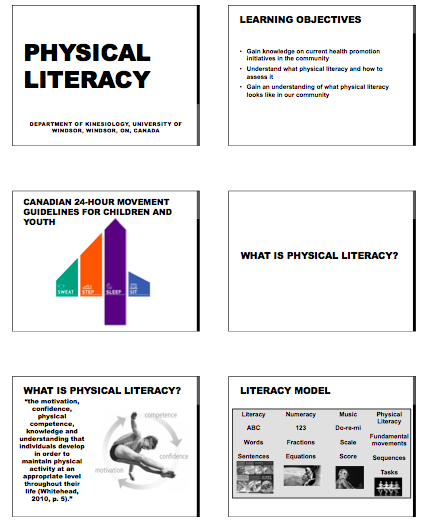 PHYSICAL
LITERACY
DEPARTMENT OF KINESIOLOGY, UNIVERSITY OF
WINDSOR, WINDSOR, ON, CANADA
LEARNING OBJECTIVES
• Gain knowledge on current health promotion
initiatives in the community
• Understand what physical literacy and how to
assess it
• Gain an understanding of what physical literacy
looks like in our community
CANADIAN 24-HOUR MOVEMENT
GUIDELINES FOR CHILDREN AND
YOUTH
SWEAT STEP SLEEP SIT
WHAT IS PHYSICAL LITERACY?
WHAT IS PHYSICAL LITERACY?
"the motivation,
confidence,
physical
competence,
knowledge and
understanding that
individuals develop
in order to
maintain physical
activity at an
appropriate level
throughout their
life (Whitehead,
2010, p. 5)."
competence
confidence
motivation
LITERACY MODEL
Literacy Numeracy Music Physical
Literacy
ABC 123 Do-re-mi Fundamental
movements
Words Fractions Scale
Sentences Equations Score Sequences
Tasks